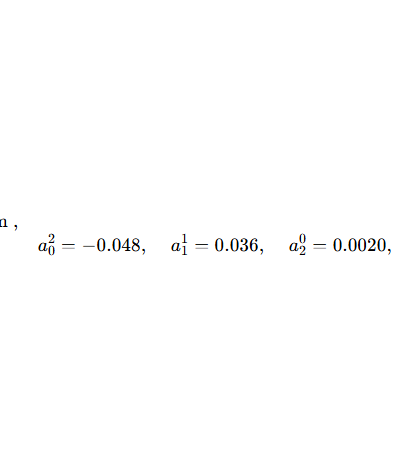 ,
a_0^2 = −0.048, a_1^1 = 0.036, a_2^0 = 0.0020,